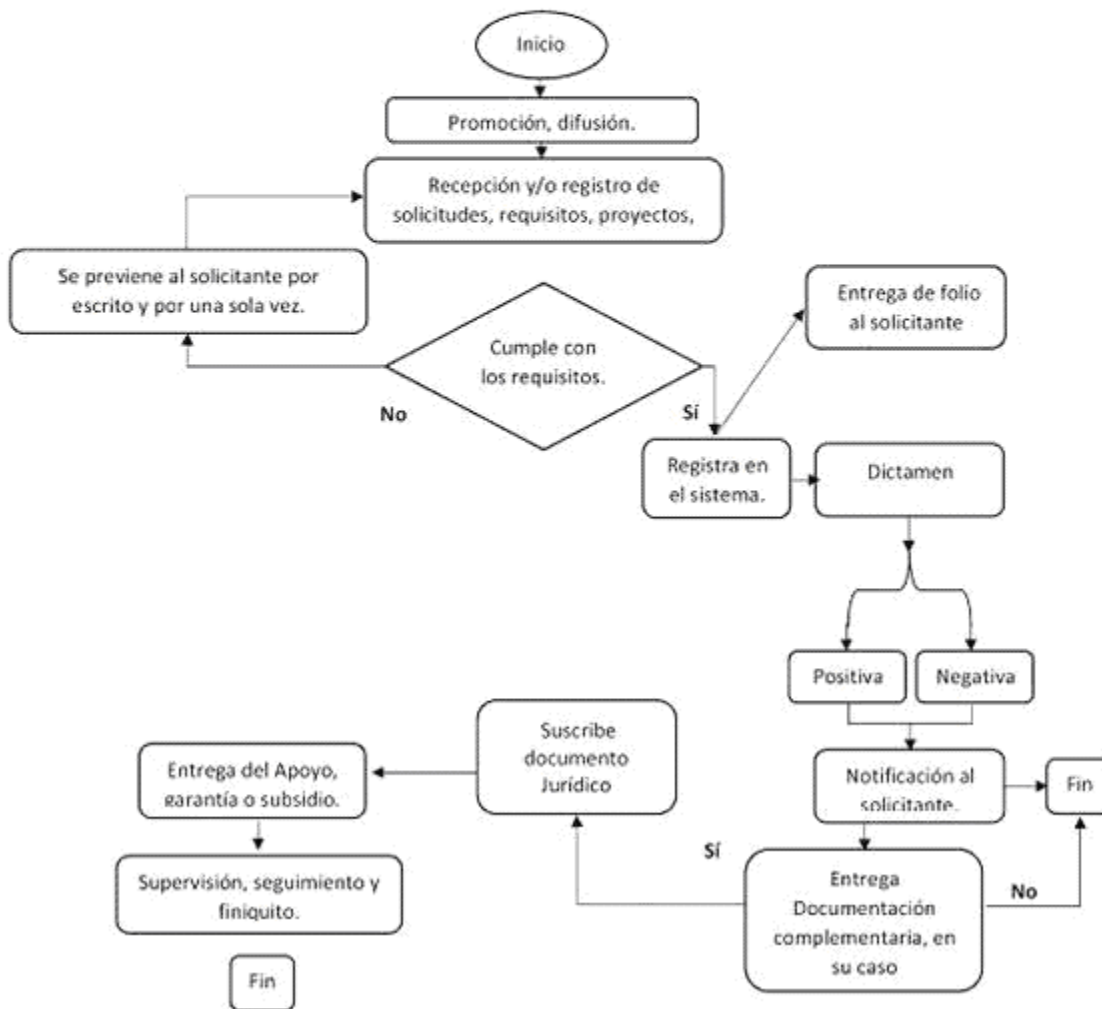 Inicio
Promoción, difusión.
Recepción y/o registro de
solicitudes, requisitos, proyectos,
Se previene al solicitante por
escrito y por una sola vez.
Entrega de folio
al solicitante
Cumple con
los requisitos.
No
Sí
Registra en
el sistema.
Dictamen
Positiva
Negativa
Suscribe
documento
Jurídico
Entrega del Apoyo,
garantía o subsidio.
Notificación al
solicitante.
Fin
Sí
Supervisión, seguimiento y
finiquito.
Entrega
Documentación
complementaria, en
su caso
No
Fin